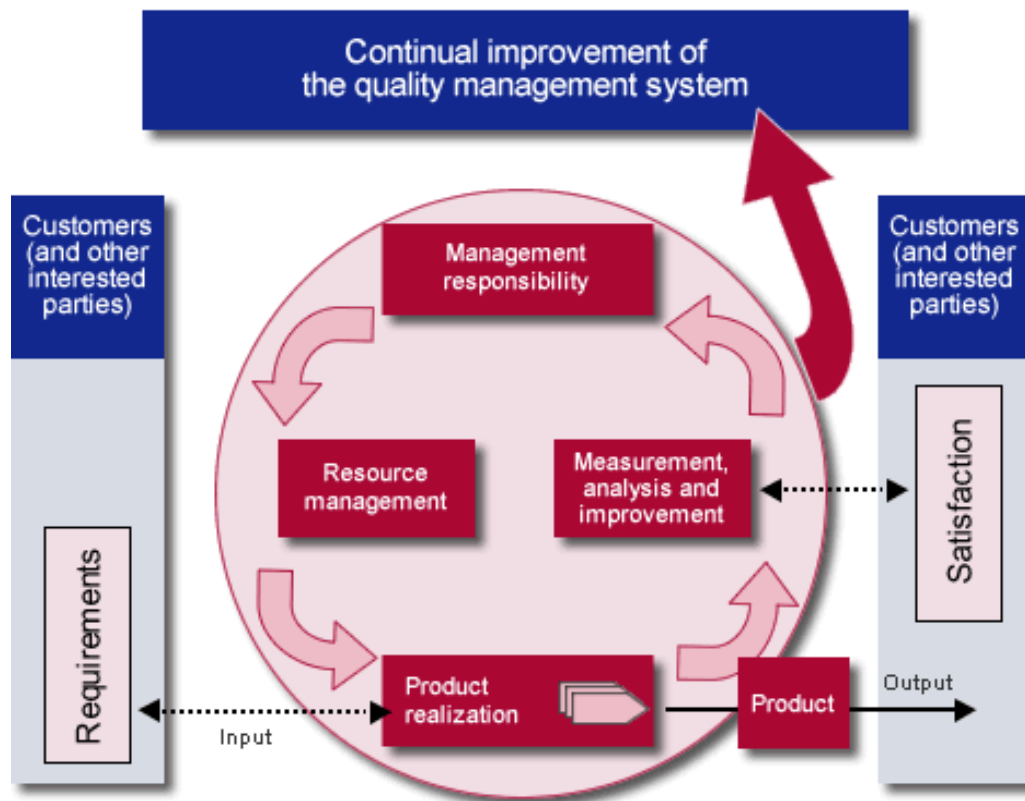 Continual improvement of
the quality management system
Customers
(and other
interested
parties)
Customers
(and other
interested
parties)
Management
responsibility
Resource
management
Measurement,
analysis and
improvement
Satisfaction
Requirements
Product
realization
Product
Input
Output